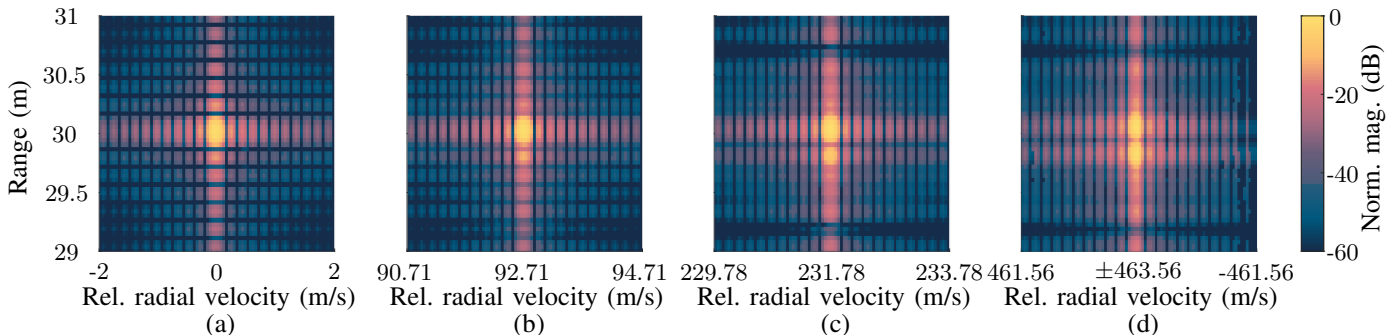 31
30.5
30
29.5
29
Range (m)
-2 0 2
Rel. radial velocity (m/s)
(a)
90.71 92.71 94.71
Rel. radial velocity (m/s)
(b)
229.78 231.78 233.78
Rel. radial velocity (m/s)
(c)
461.56 ±463.56 -461.56
Rel. radial velocity (m/s)
(d)
0
-20
-40
-60
Norm. mag. (dB)